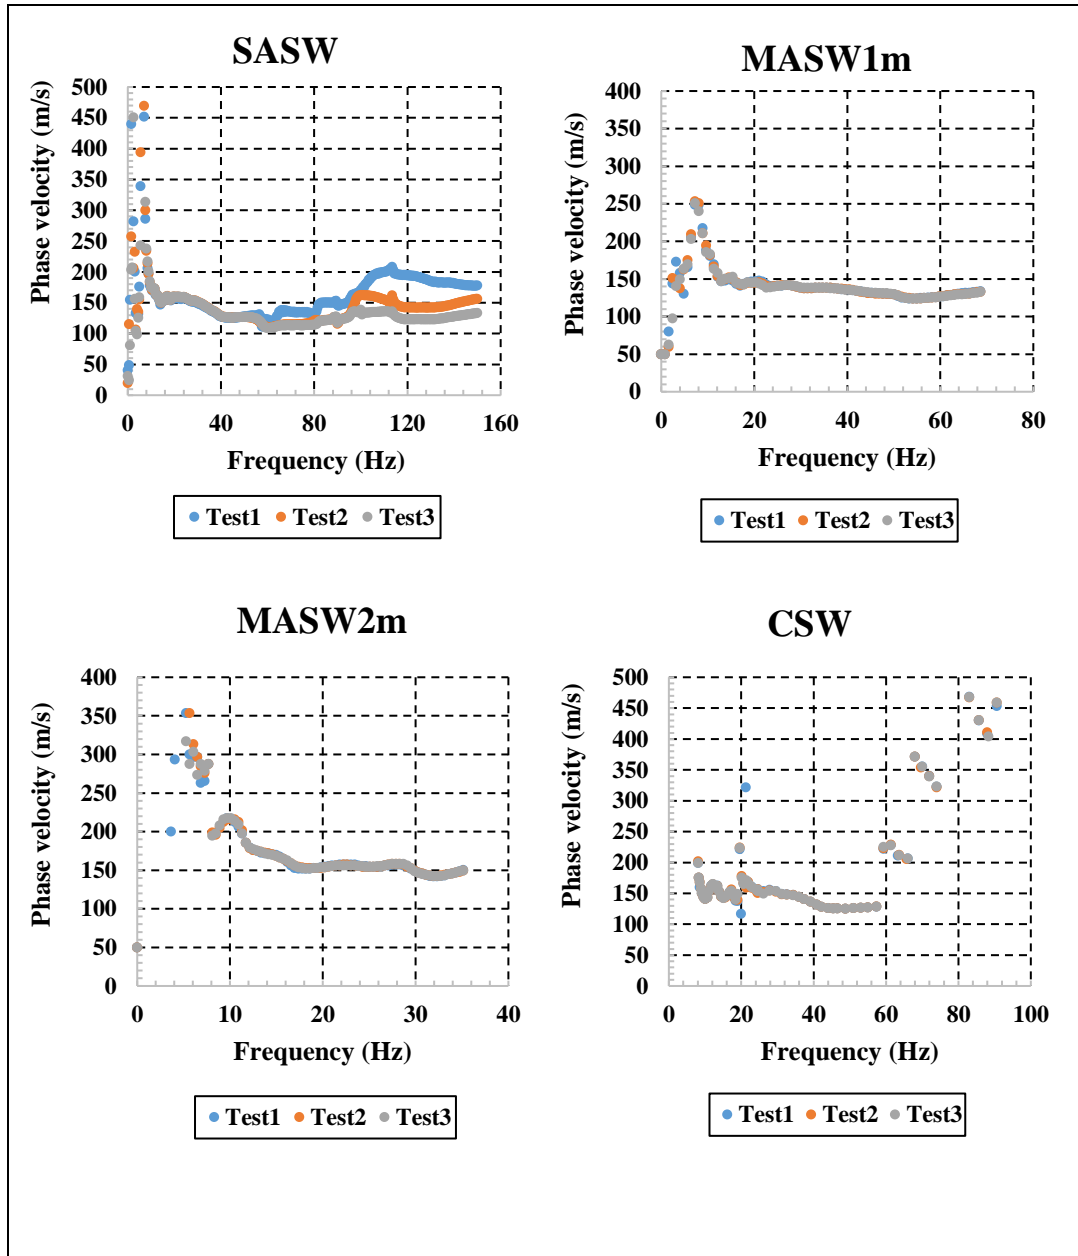 SASW
Phase velocity (m/s)
500
450
400
350
300
250
200
150
100
50
0
0 40 80 120 160
Frequency (Hz)
Test1 Test2 Test3
MASW1m
Phase velocity (m/s)
400
350
300
250
200
150
100
50
0
0 20 40 60 80
Frequency (Hz)
Test1 Test2 Test3
MASW2m
Phase velocity (m/s)
400
350
300
250
200
150
100
50
0
0 10 20 30 40
Frequency (Hz)
Test1 Test2 Test3
CSW
Phase velocity (m/s)
500
450
400
350
300
250
200
150
100
50
0
0 20 40 60 80 100
Frequency (Hz)
Test1 Test2 Test3